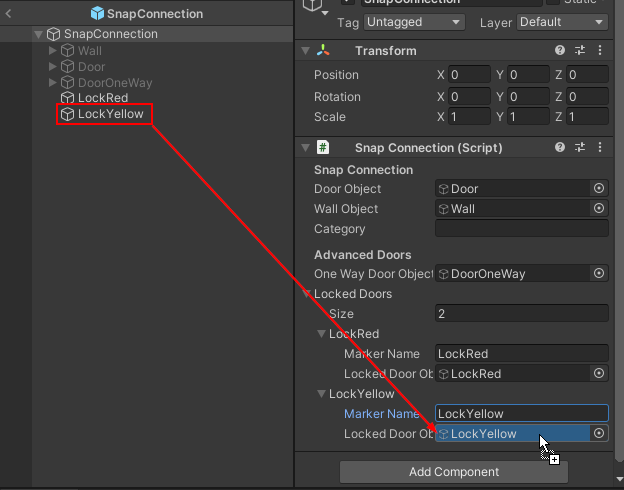 SnapConnection
SnapConnection
Wall
Door
DoorOneWay
LockRed
LockYellow
SnapConnection
Static
Tag Untagged Layer Default
Transform
Position X 0 Y 0 Z 0
Rotation X 0 Y 0 Z 0
Scale X 1 Y 1 Z 1
# Snap Connection (Script)
Snap Connection
Door Object Door
Wall Object Wall
Category
Advanced Doors
One Way Door Object DoorOneWay
Locked Doors
Size 2
LockRed
Marker Name LockRed
Locked Door Ob LockRed
LockYellow
Marker Name LockYellow
Locked Door Ob LockYellow
Add Component